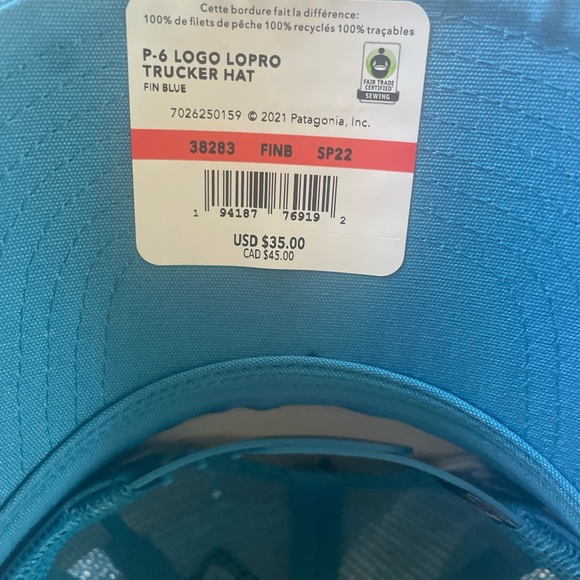 Cette bordure fait la différence:
100% de filets de pêche 100% recyclés 100% traçables
P-6 LOGO LOPRO
TRUCKER HAT
FIN BLUE
FAIR TRADE
CERTIFIED
SEWING
7026250159 © 2021 Patagonia, Inc.
38283 FINB SP22
1 94187 76919 2
USD $35.00
CAD $45.00